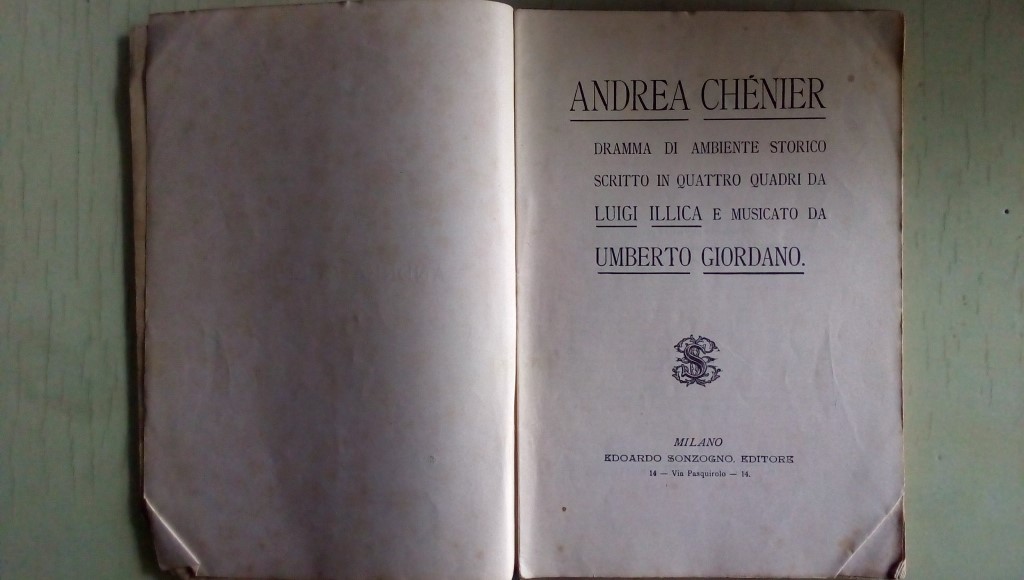 ANDREA CHÉNIER
DRAMMA DI AMBIENTE STORICO
SCRITTO IN QUATTRO QUADRI DA
LUIGI ILLICA E MUSICATO DA
UMBERTO GIORDANO.
MILANO
EDOARDO SONZOGNO, EDITORE
14 — Via Pasquirolo — 14.